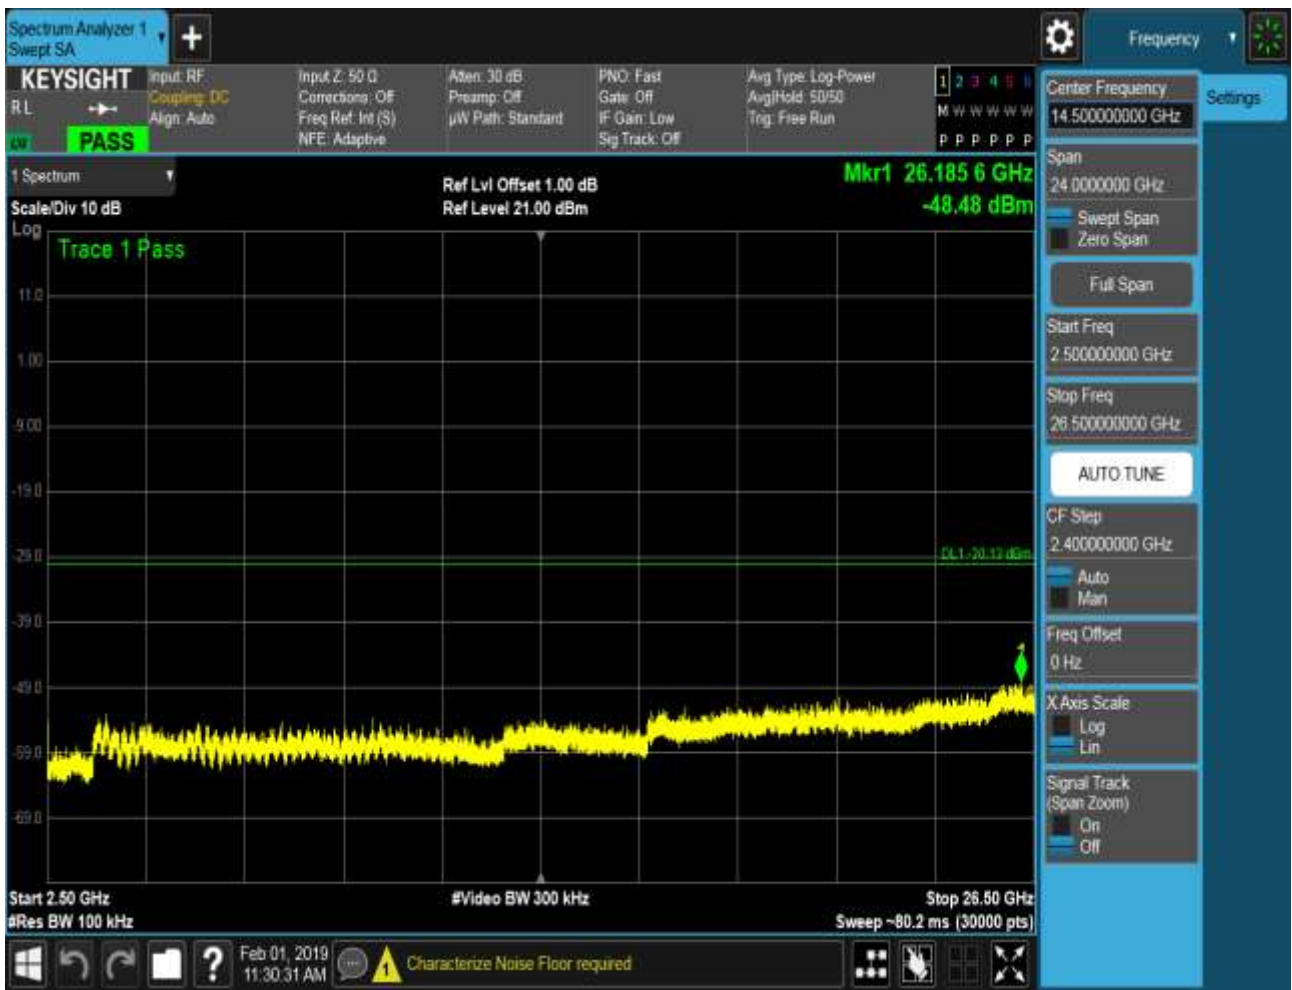 Spectrum Analyzer 1
Swept SA
Frequency
KEYSIGHT
Input: RF
Coupling: DC
Align: Auto
Input Z: 50 Ω
Corrections: Off
Freq Ref: Int (S)
NFE: Adaptive
Atten: 30 dB
Preamp: Off
µW Path: Standard
PNO: Fast
Gate: Off
IF Gain: Low
Sig Track: Off
Avg Type: Log-Power
Avg|Hold: 50/50
Trig: Free Run
1 2 3 4 5 6
M W W W W W
P P P P P P
R L
PASS
Center Frequency
14.500000000 GHz
Settings
1 Spectrum
Scale/Div 10 dB
Log
Ref Lvl Offset 1.00 dB
Ref Level 21.00 dBm
Mkr1 26.185 6 GHz
-48.48 dBm
Trace 1 Pass
11.0
1.00
-9.00
-19.0
-29.0
-39.0
-49.0
-59.0
-69.0
1
Start 2.50 GHz
#Res BW 100 kHz
#Video BW 300 kHz
Stop 26.50 GHz
Sweep ~80.2 ms (30000 pts)
Span
24.0000000 GHz
Swept Span
Zero Span
Full Span
Start Freq
2.500000000 GHz
Stop Freq
26.500000000 GHz
AUTO TUNE
CF Step
2.400000000 GHz
Auto
Man
Freq Offset
0 Hz
X Axis Scale
Log
Lin
Signal Track
(Span Zoom)
On
Off
?
Feb 01, 2019
11:30:31 AM
1
Characterize Noise Floor required